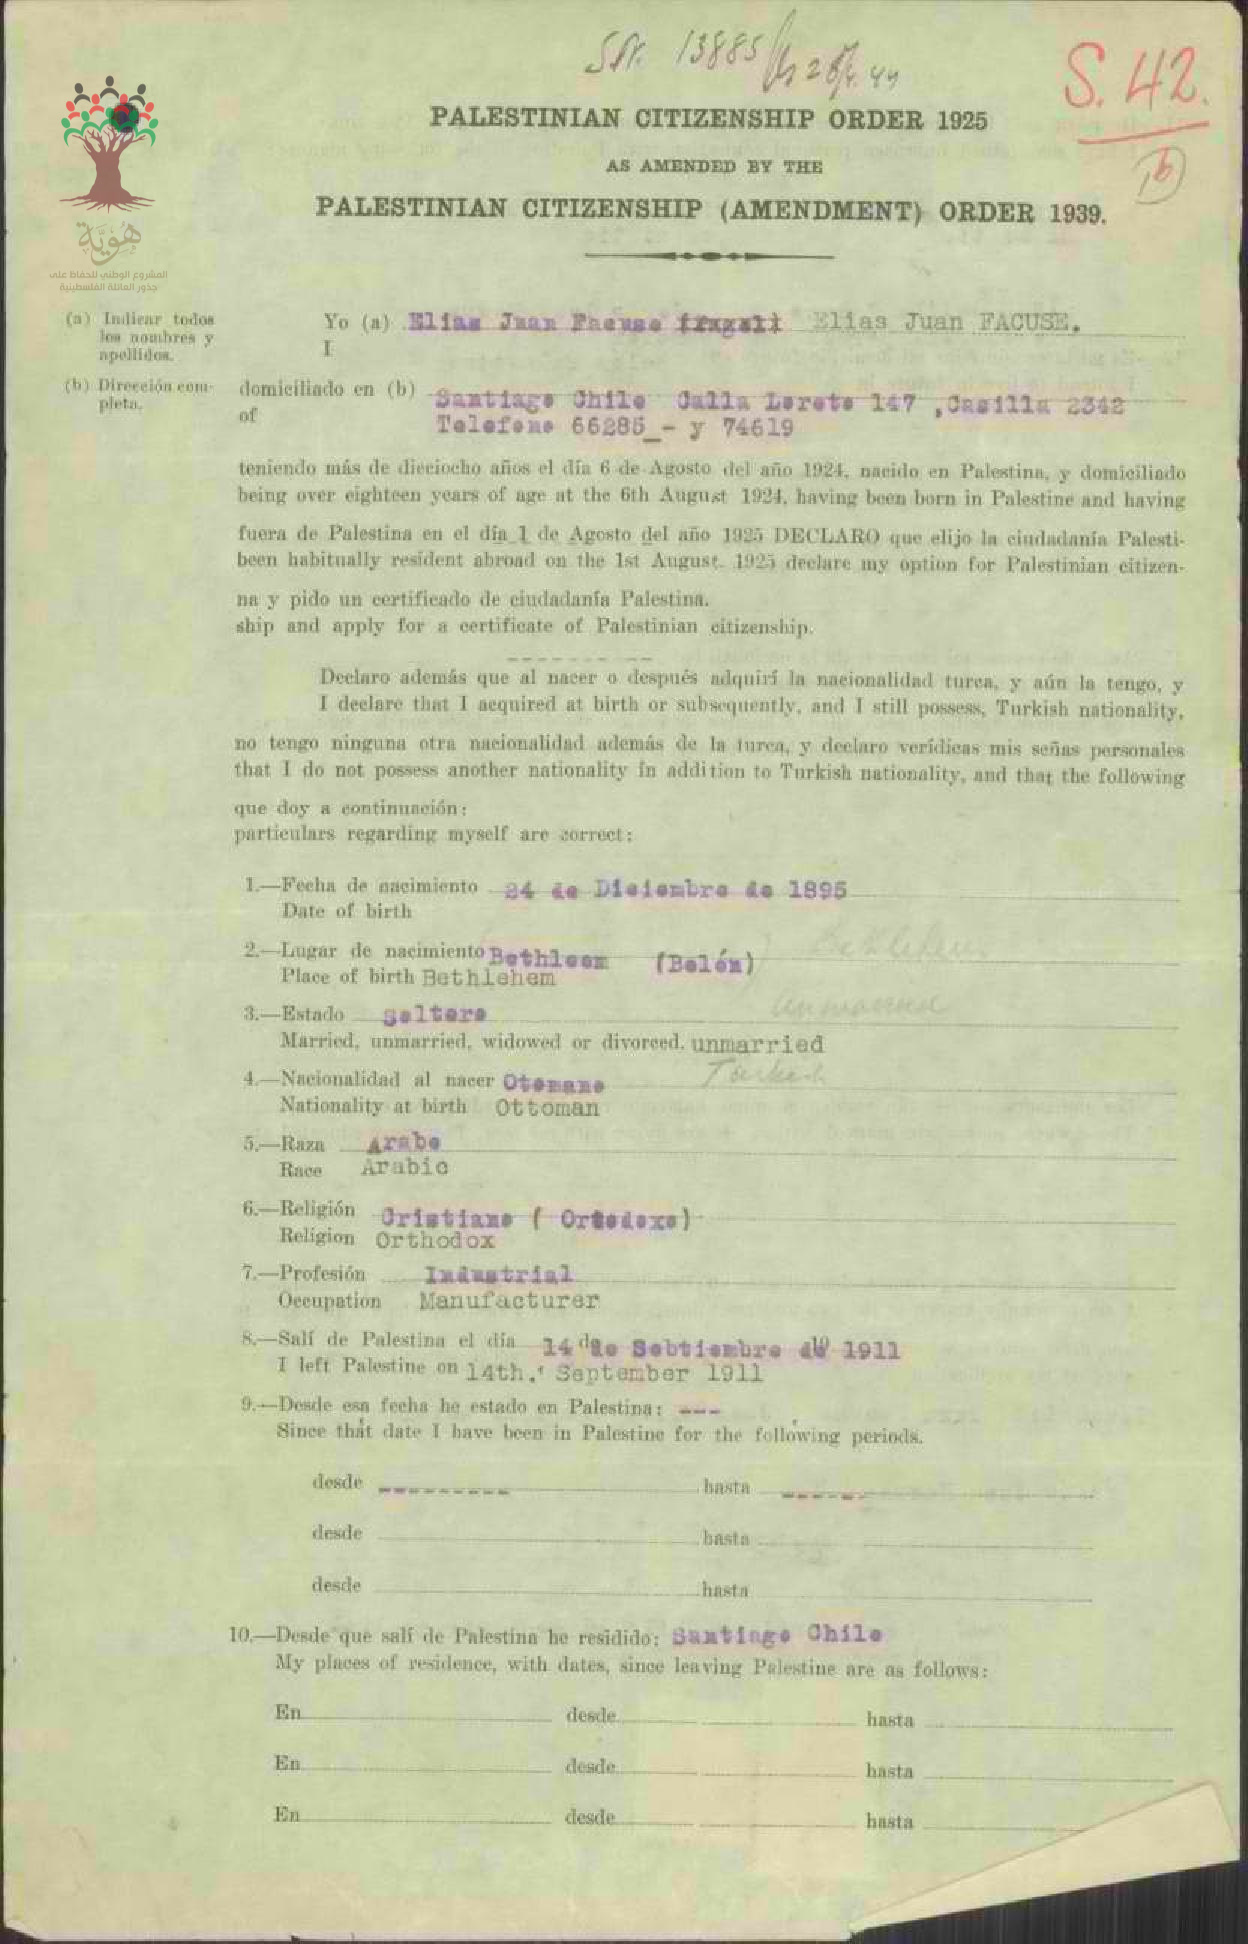 S.N. 13885
S. 42.
b
PALESTINIAN CITIZENSHIP ORDER 1925
AS AMENDED BY THE
PALESTINIAN CITIZENSHIP (AMENDMENT) ORDER 1939.
هُويَّة
المشروع الوطني للحفاظ على
جذور العائلة الفلسطينية
(a) Indicar todos
los nombres y
apellidos.
Yo (a) Elias Juan Facuse Elias Juan FACUSE.
I
(b) Dirección com-
pleta.
domiciliado en (b) Santiago Chile Calla Loreto 147 ,Casilla 2342
of
Telefono 66285_- y 74619
teniendo más de dieciocho años el día 6 de Agosto del año 1924, nacido en Palestina, y domiciliado
being over eighteen years of age at the 6th August 1924, having been born in Palestine and having
fuera de Palestina en el día 1 de Agosto del año 1925 DECLARO que elijo la ciudadanía Palesti-
been habitually resident abroad on the 1st August. 1925 declare my option for Palestinian citizen-
na y pido un certificado de ciudadanía Palestina.
ship and apply for a certificate of Palestinian citizenship.
Declaro además que al nacer o después adquirí la nacionalidad turca, y aún la tengo, y
I declare that I acquired at birth or subsequently, and I still possess, Turkish nationality,
no tengo ninguna otra nacionalidad además de la turca, y declaro verídicas mis señas personales
that I do not possess another nationality in addition to Turkish nationality, and that the following
que doy a continuación:
particulars regarding myself are correct:
1.—Fecha de nacimiento 24 de Diciembre de 1895
Date of birth
2.—Lugar de nacimiento Bethleem (Belén) Bethlehem
Place of birth Bethlehem
3.—Estado Soltero unmarried
Married, unmarried, widowed or divorced. unmarried
4.—Nacionalidad al nacer Otomano Turkish
Nationality at birth Ottoman
5.—Raza Arabe
Race Arabic
6.—Religión Cristiano ( Ortodoxo)
Religion Orthodox
7.—Profesión Industrial
Occupation Manufacturer
8.—Salí de Palestina el día 14 de Sebtiembre de 1911
I left Palestine on 14th. September 1911
9.—Desde esa fecha he estado en Palestina: ---
Since that date I have been in Palestine for the following periods.
desde --------- hasta ------
desde hasta
desde hasta
10.—Desde que salí de Palestina he residido: Santiago Chile
My places of residence, with dates, since leaving Palestine are as follows:
En desde hasta
En desde hasta
En desde hasta